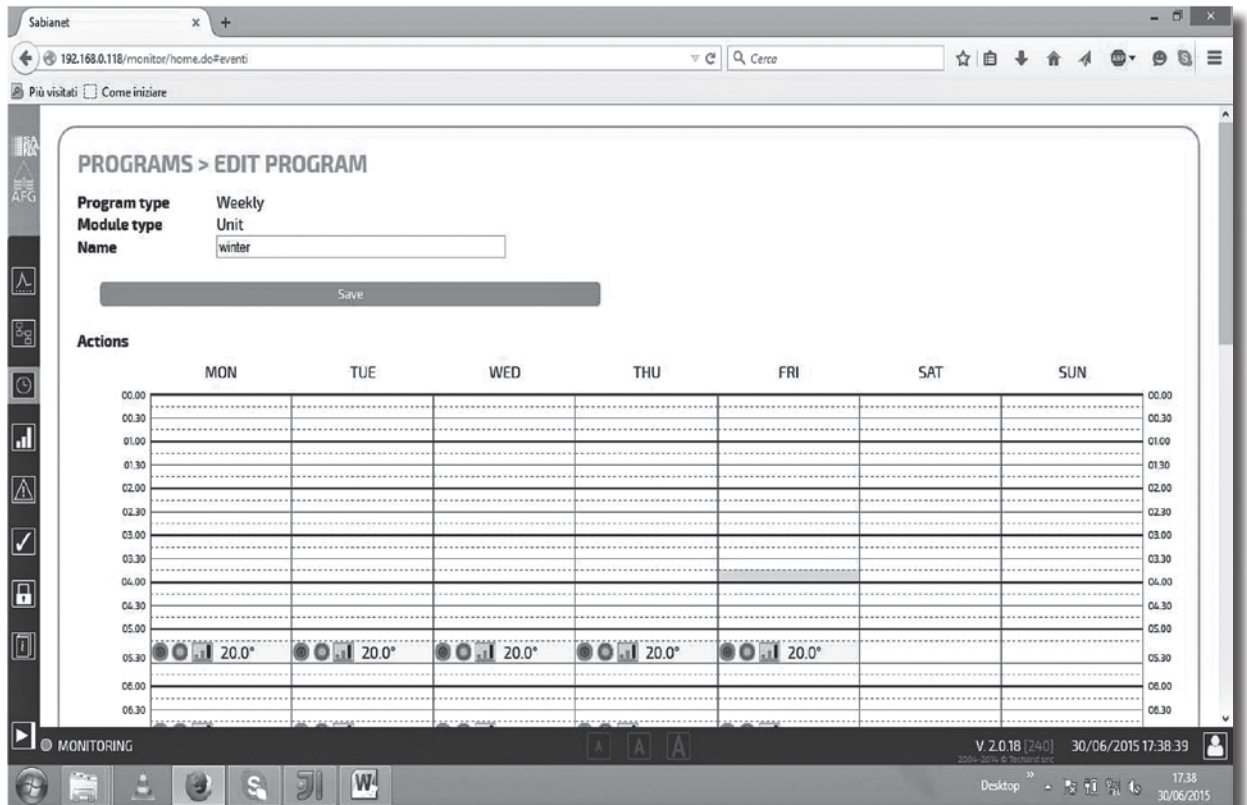 Sabianet
192.168.0.118/monitor/home.do#eventi
Cerca
ABP
Più visitati Come iniziare
SABIANA
AFG
PROGRAMS > EDIT PROGRAM
Program type Weekly
Module type Unit
Name winter
Save
Actions
MON TUE WED THU FRI SAT SUN
00.00 00.00
00.30 00.30
01.00 01.00
01.30 01.30
02.00 02.00
02.30 02.30
03.00 03.00
03.30 03.30
04.00 04.00
04.30 04.30
05.00 05.00
05.30 20.0° 20.0° 20.0° 20.0° 20.0° 05.30
06.00 06.00
06.30 06.30
MONITORING A A A V. 2.0.18 [240] 30/06/2015 17:38:39
2004-2014 © Techard snc
Desktop 17.38
30/06/2015